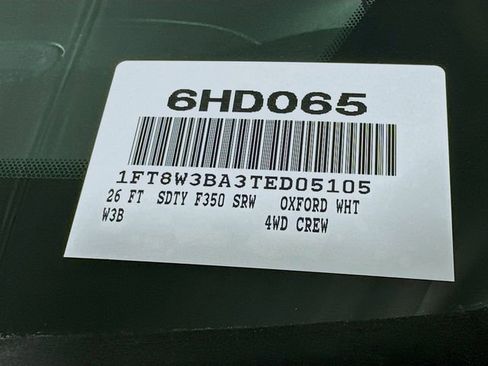 6HD065
1FT8W3BA3TED05105
26 FT SDTY F350 SRW OXFORD WHT
W3B 4WD CREW